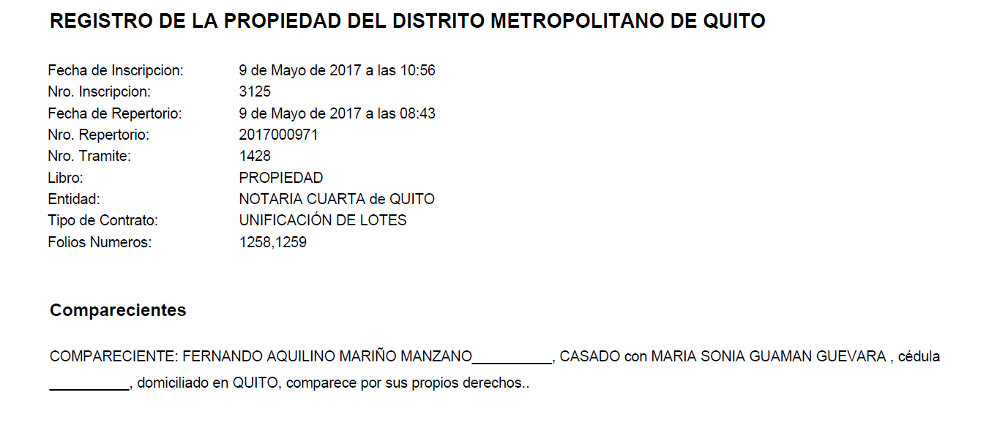 REGISTRO DE LA PROPIEDAD DEL DISTRITO METROPOLITANO DE QUITO
Fecha de Inscripcion: 9 de Mayo de 2017 a las 10:56
Nro. Inscripcion: 3125
Fecha de Repertorio: 9 de Mayo de 2017 a las 08:43
Nro. Repertorio: 2017000971
Nro. Tramite: 1428
Libro: PROPIEDAD
Entidad: NOTARIA CUARTA de QUITO
Tipo de Contrato: UNIFICACIÓN DE LOTES
Folios Numeros: 1258,1259
Comparecientes
COMPARECIENTE: FERNANDO AQUILINO MARIÑO MANZANO__________, CASADO con MARIA SONIA GUAMAN GUEVARA , cédula
__________, domiciliado en QUITO, comparece por sus propios derechos..